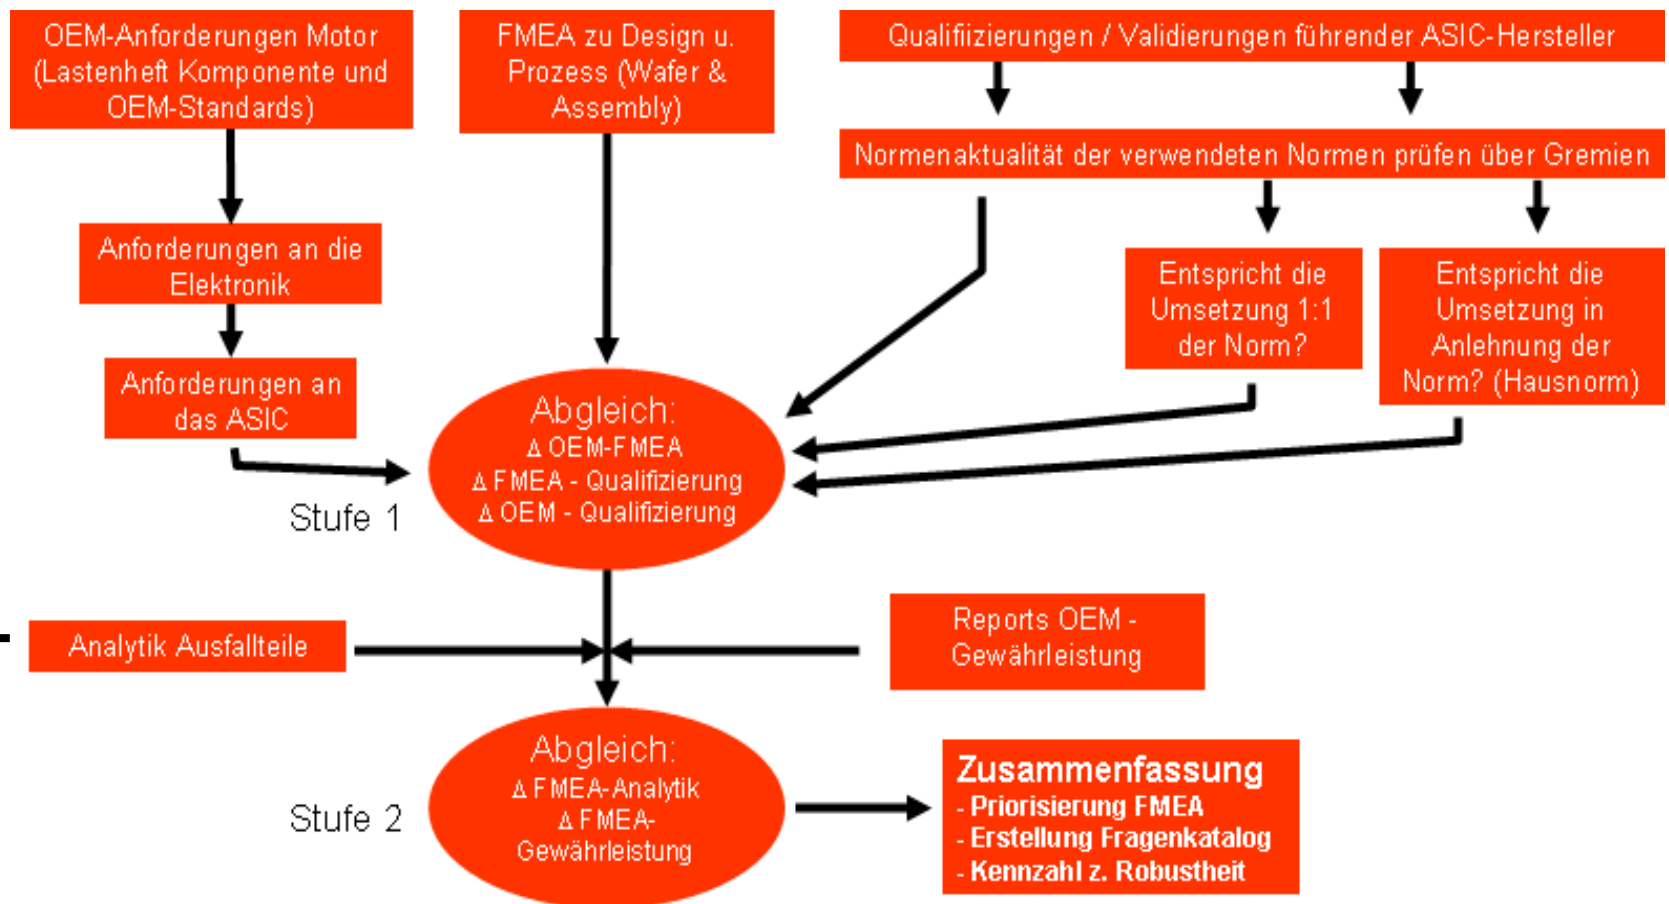 OEM-Anforderungen Motor
(Lastenheft Komponente und
OEM-Standards)
FMEA zu Design u.
Prozess (Wafer &
Assembly)
Qualifiizierungen / Validierungen führender ASIC-Hersteller
Normenaktualität der verwendeten Normen prüfen über Gremien
Anforderungen an die
Elektronik
Entspricht die
Umsetzung 1:1
der Norm?
Entspricht die
Umsetzung in
Anlehnung der
Norm? (Hausnorm)
Anforderungen an
das ASIC
Abgleich:
Δ OEM-FMEA
Δ FMEA - Qualifizierung
Δ OEM - Qualifizierung
Stufe 1
Analytik Ausfallteile
Reports OEM -
Gewährleistung
Abgleich:
Δ FMEA-Analytik
Δ FMEA-
Gewährleistung
Stufe 2
Zusammenfassung
- Priorisierung FMEA
- Erstellung Fragenkatalog
- Kennzahl z. Robustheit